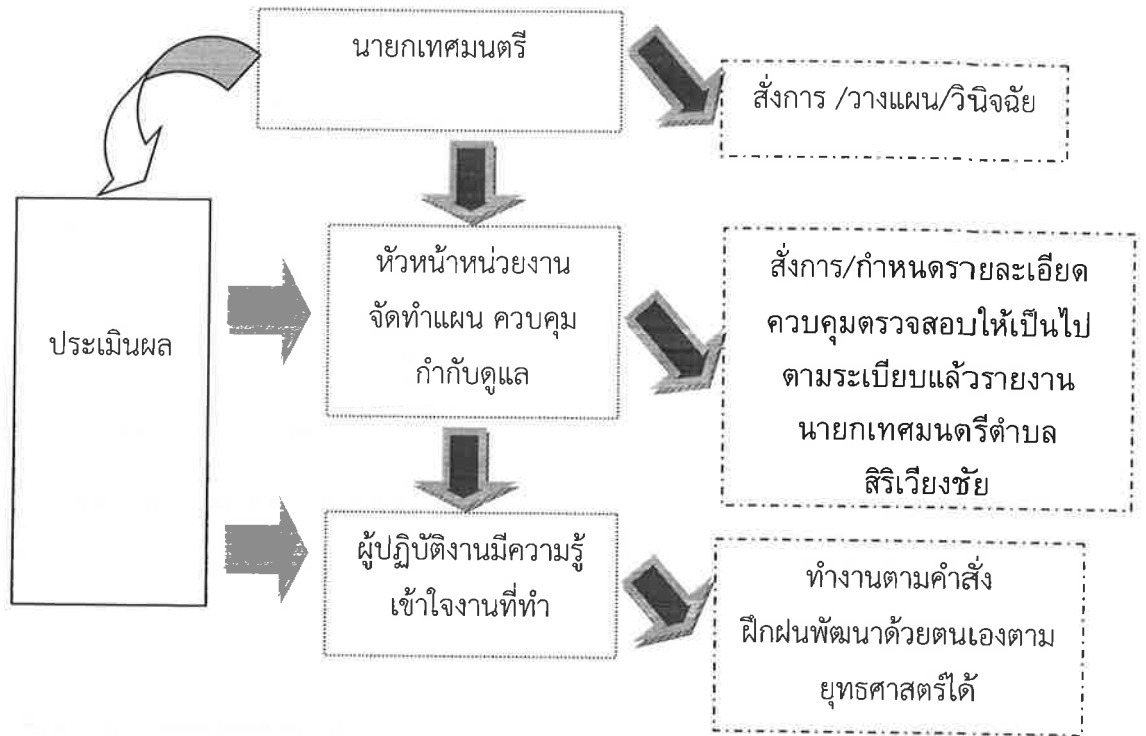 นายกเทศมนตรี
สั่งการ /วางแผน/วินิจฉัย
ประเมินผล
หัวหน้าหน่วยงาน
จัดทำแผน ควบคุม
กำกับดูแล
สั่งการ/กำหนดรายละเอียด
ควบคุมตรวจสอบให้เป็นไป
ตามระเบียบแล้วรายงาน
นายกเทศมนตรีตำบล
สิริเวียงชัย
ผู้ปฏิบัติงานมีความรู้
เข้าใจงานที่ทำ
ทำงานตามคำสั่ง
ฝึกฝนพัฒนาด้วยตนเองตาม
ยุทธศาสตร์ได้